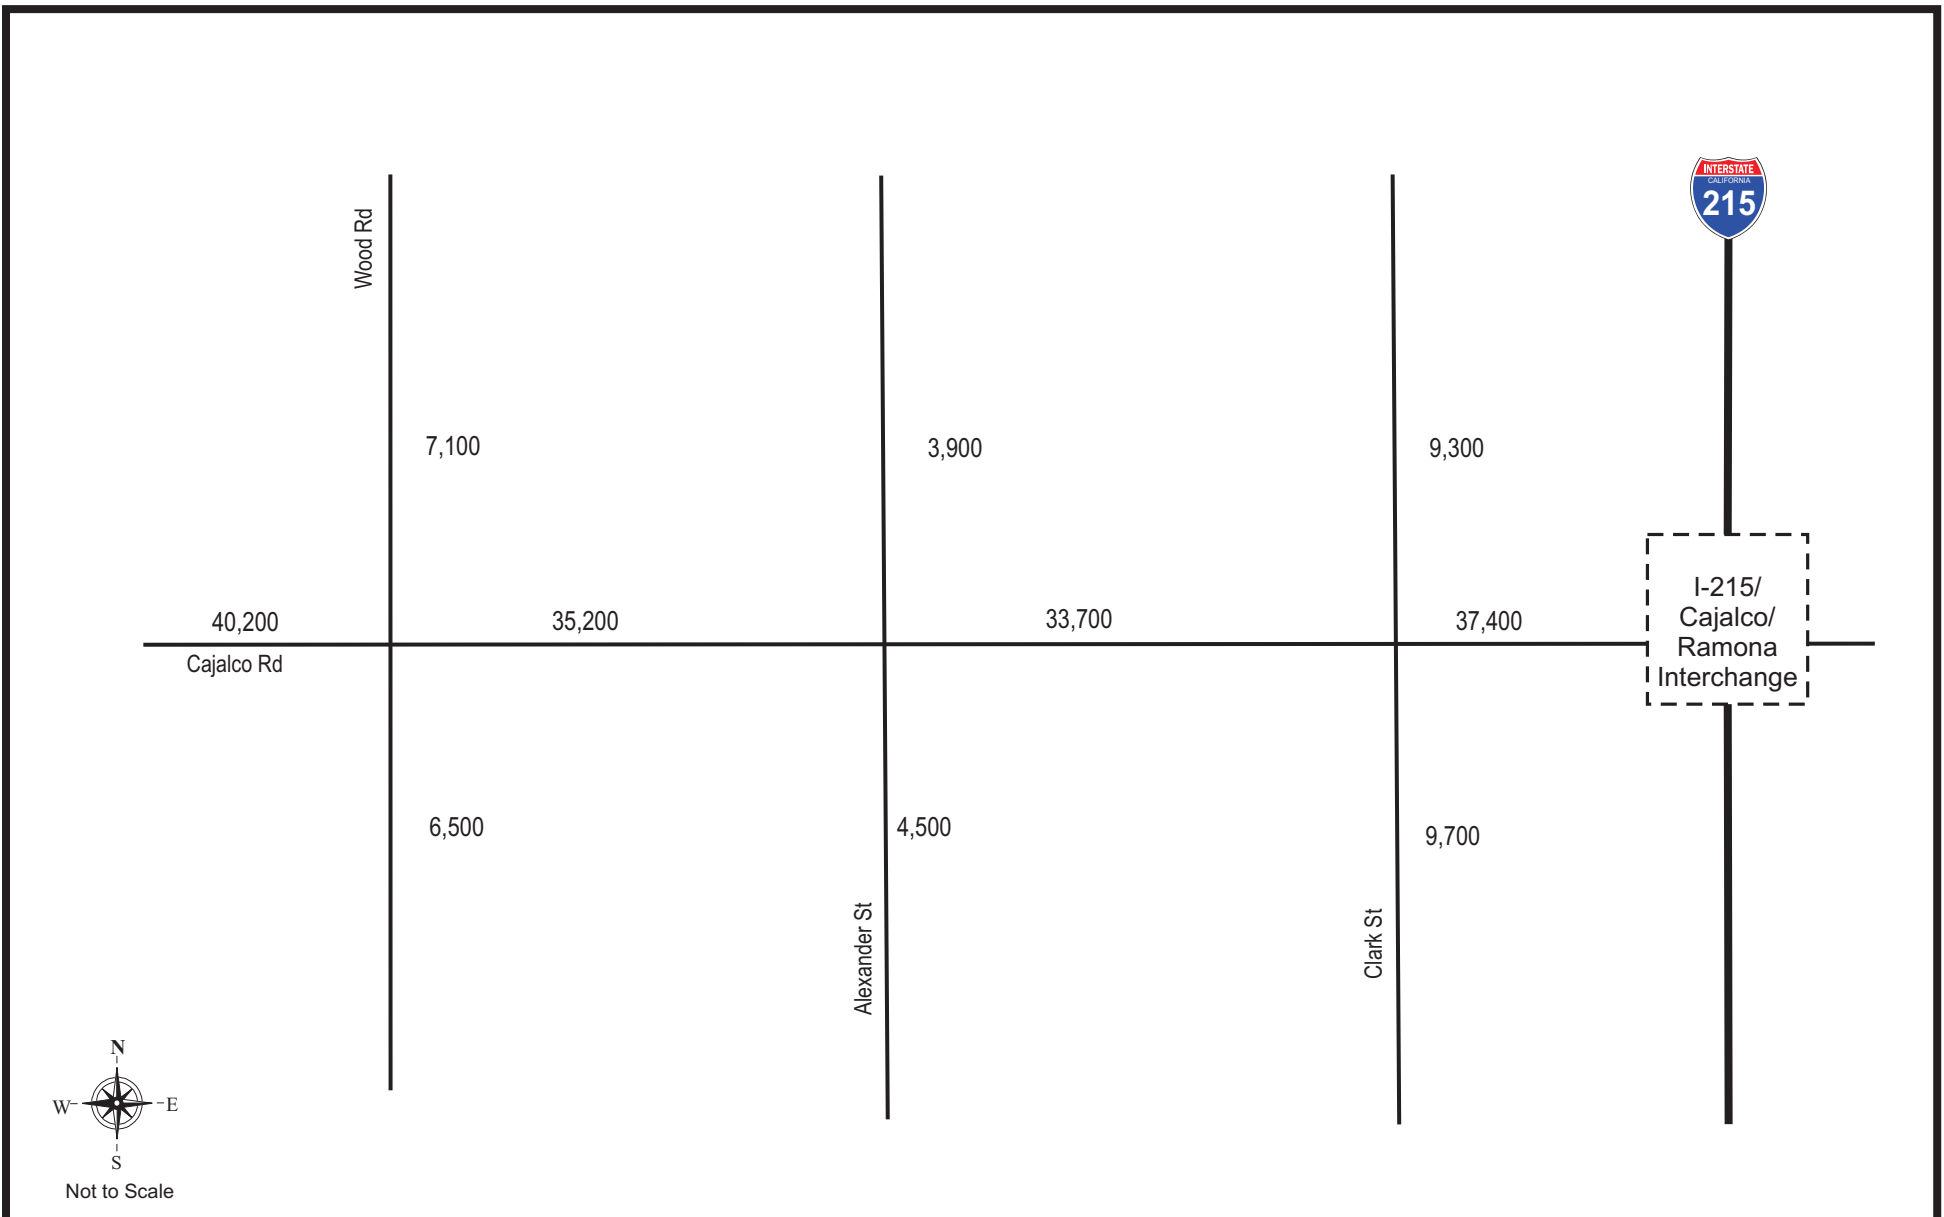 INTERSTATE
CALIFORNIA
215
Wood Rd
7,100
3,900
9,300
40,200
35,200
33,700
37,400
Cajalco Rd
I-215/
Cajalco/
Ramona
Interchange
6,500
4,500
9,700
Alexander St
Clark St
N
W
E
S
Not to Scale